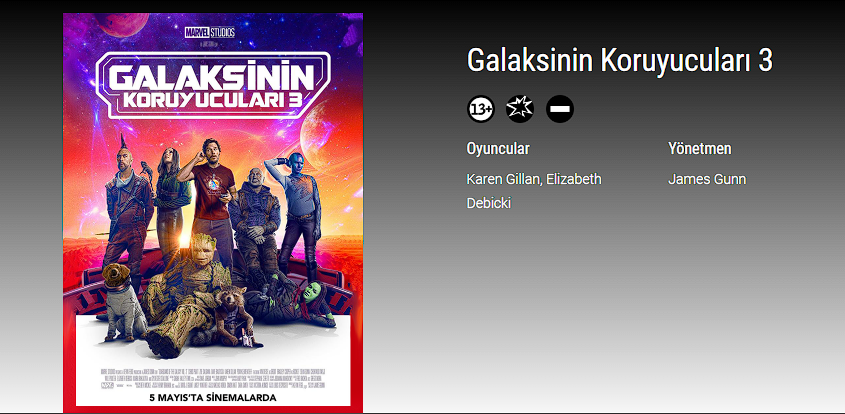 MARVEL STUDIOS
GALAKSİNİN
KORUYUCULARI 3
5 MAYIS'TA SİNEMALARDA
Galaksinin Koruyucuları 3
13+
Oyuncular
Karen Gillan, Elizabeth
Debicki
Yönetmen
James Gunn